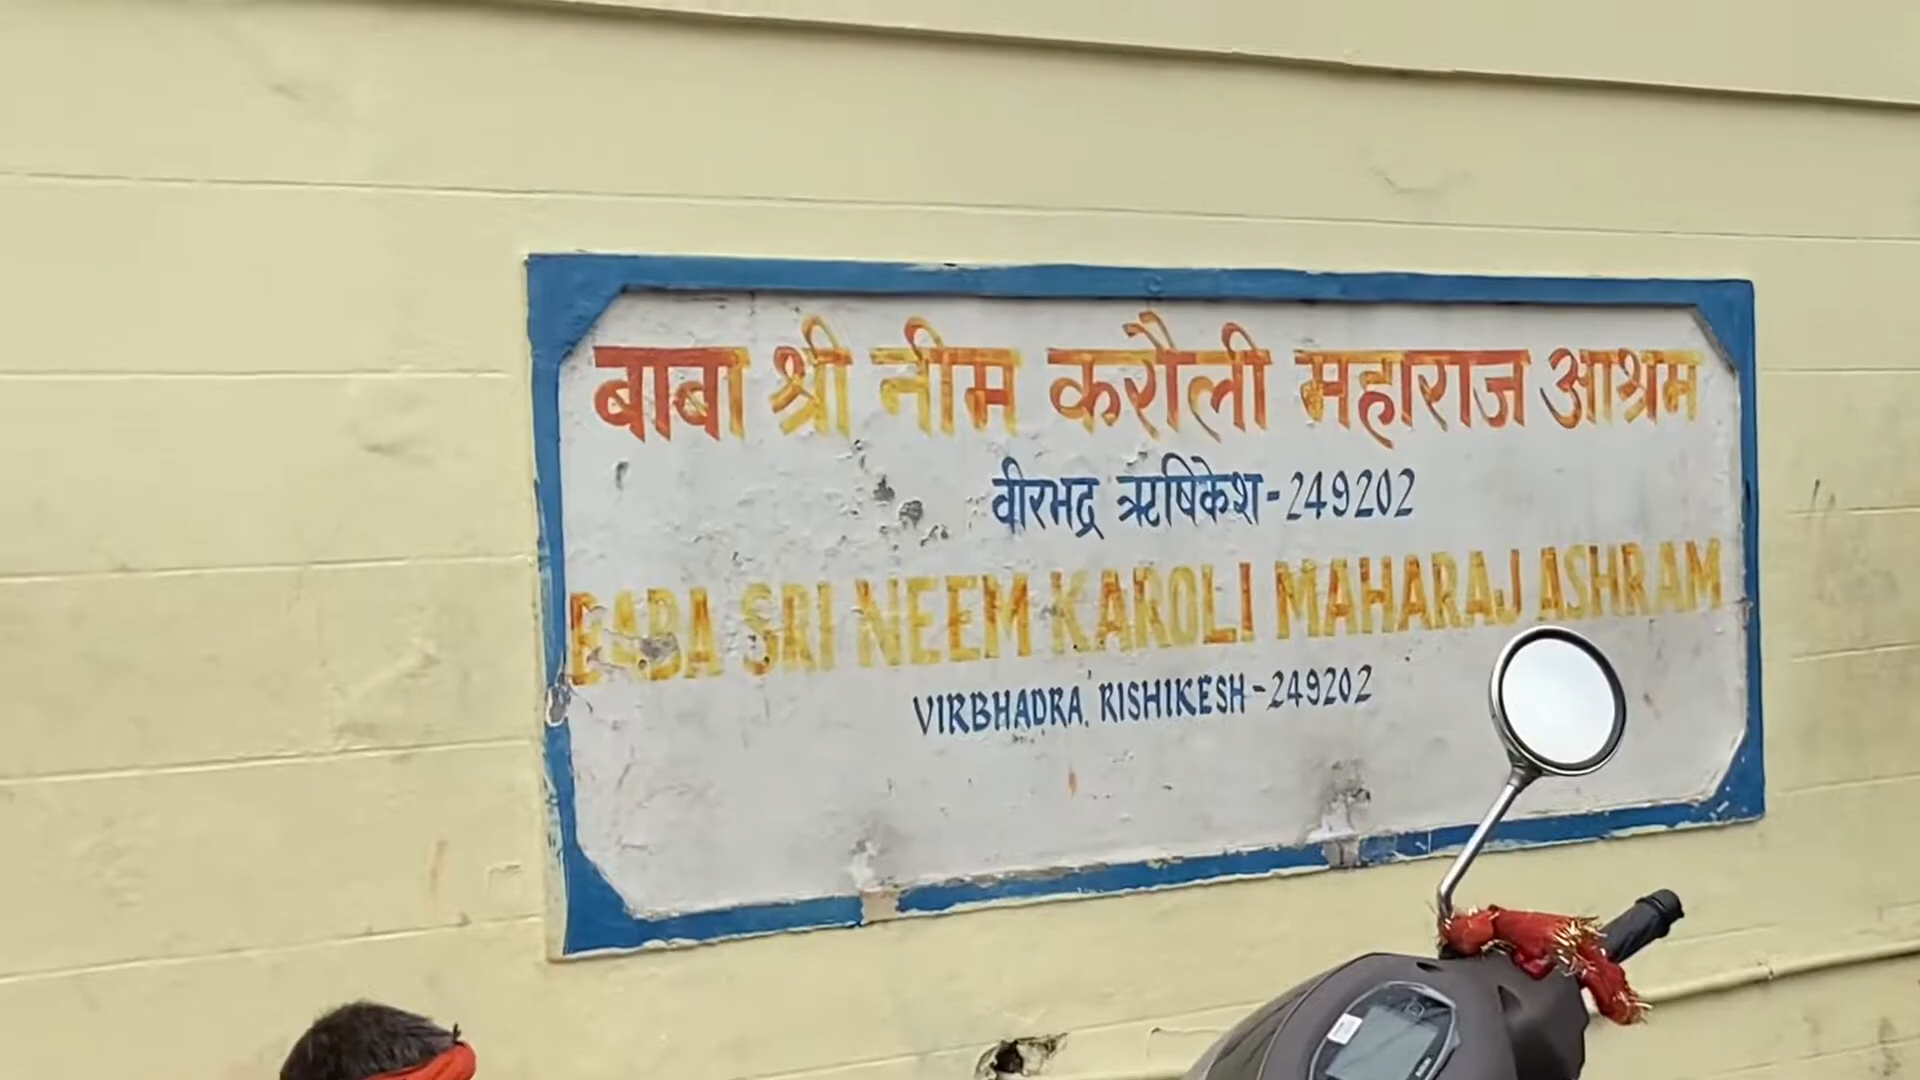 बाबा श्री नीम करौली महाराज आश्रम
वीरभद्र ऋषिकेश-249202
BABA SRI NEEM KAROLI MAHARAJ ASHRAM
VIRBHADRA, RISHIKESH-249202